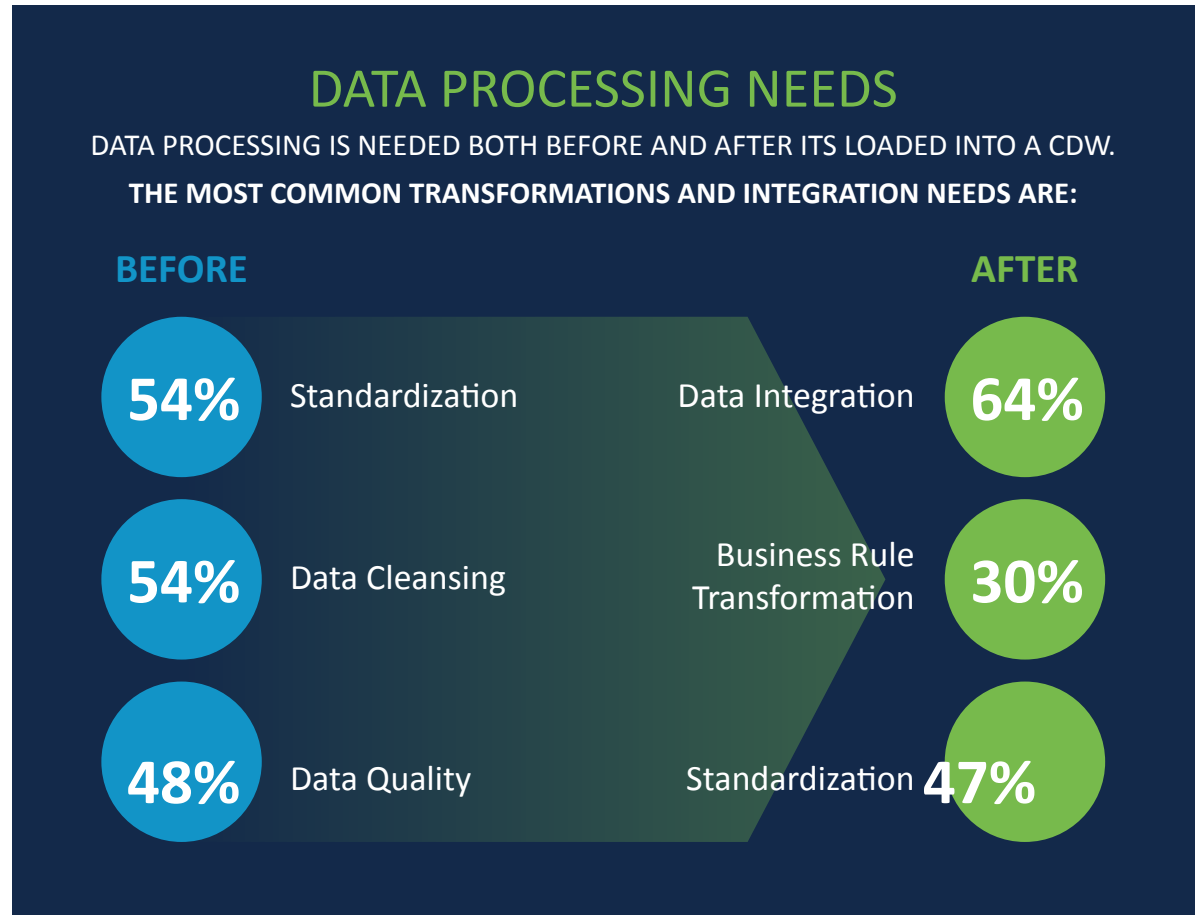 DATA PROCESSING NEEDS
DATA PROCESSING IS NEEDED BOTH BEFORE AND AFTER ITS LOADED INTO A CDW.
THE MOST COMMON TRANSFORMATIONS AND INTEGRATION NEEDS ARE:
BEFORE
AFTER
54% Standardization
Data Integration 64%
54% Data Cleansing
Business Rule
Transformation 30%
48% Data Quality
Standardization 47%